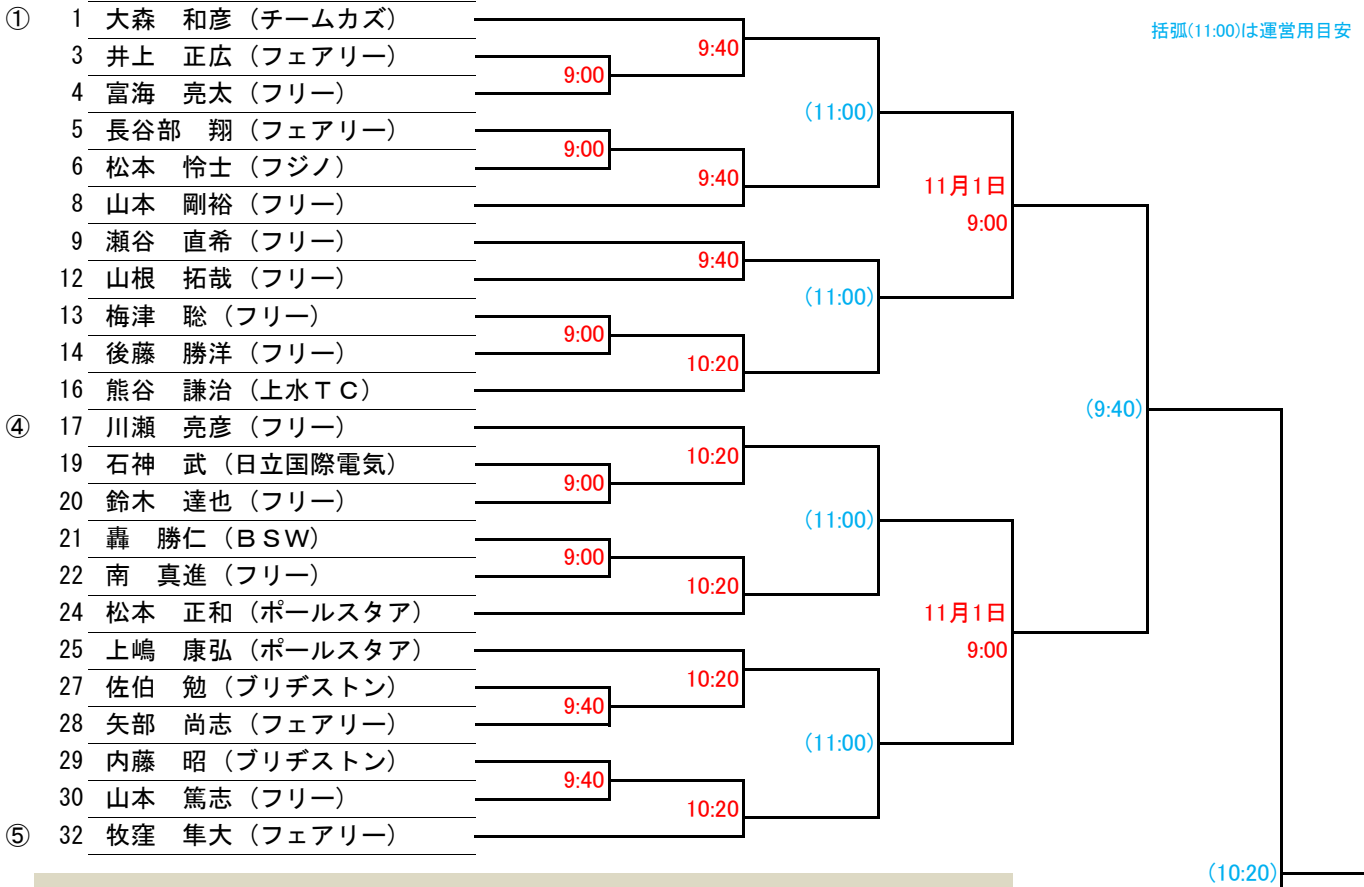 ① 1 大森 和彦（チームカズ）
括弧(11:00)は運営用目安
3 井上 正広（フェアリー）
9:40
9:00
4 富海 亮太（フリー）
(11:00)
5 長谷部 翔（フェアリー）
9:00
6 松本 怜士（フジノ）
9:40
11月1日
8 山本 剛裕（フリー）
9:00
9 瀬谷 直希（フリー）
9:40
12 山根 拓哉（フリー）
(11:00)
13 梅津 聡（フリー）
9:00
14 後藤 勝洋（フリー）
10:20
16 熊谷 謙治（上水ＴＣ）
(9:40)
④ 17 川瀬 亮彦（フリー）
10:20
19 石神 武（日立国際電気）
9:00
20 鈴木 達也（フリー）
(11:00)
21 轟 勝仁（ＢＳＷ）
9:00
22 南 真進（フリー）
10:20
24 松本 正和（ポールスタア）
11月1日
25 上嶋 康弘（ポールスタア）
9:00
10:20
27 佐伯 勉（ブリヂストン）
9:40
28 矢部 尚志（フェアリー）
(11:00)
29 内藤 昭（ブリヂストン）
9:40
30 山本 篤志（フリー）
10:20
⑤ 32 牧窪 隼大（フェアリー）
(10:20)